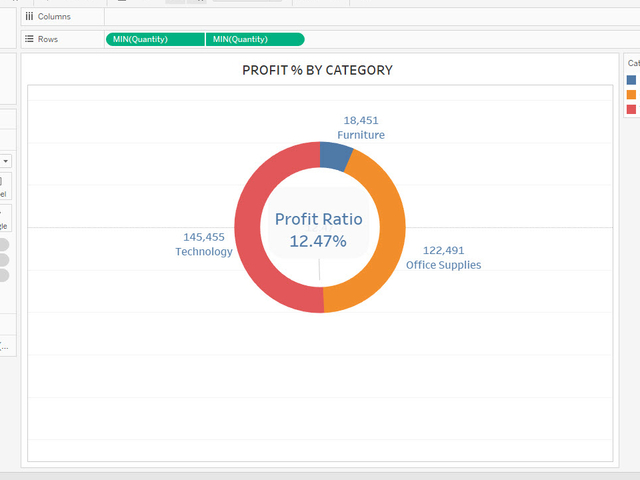 Columns
Rows
MIN(Quantity)
MIN(Quantity)
PROFIT % BY CATEGORY
Cat
18,451
Furniture
Profit Ratio
12.47%
145,455
Technology
122,491
Office Supplies
el
gle